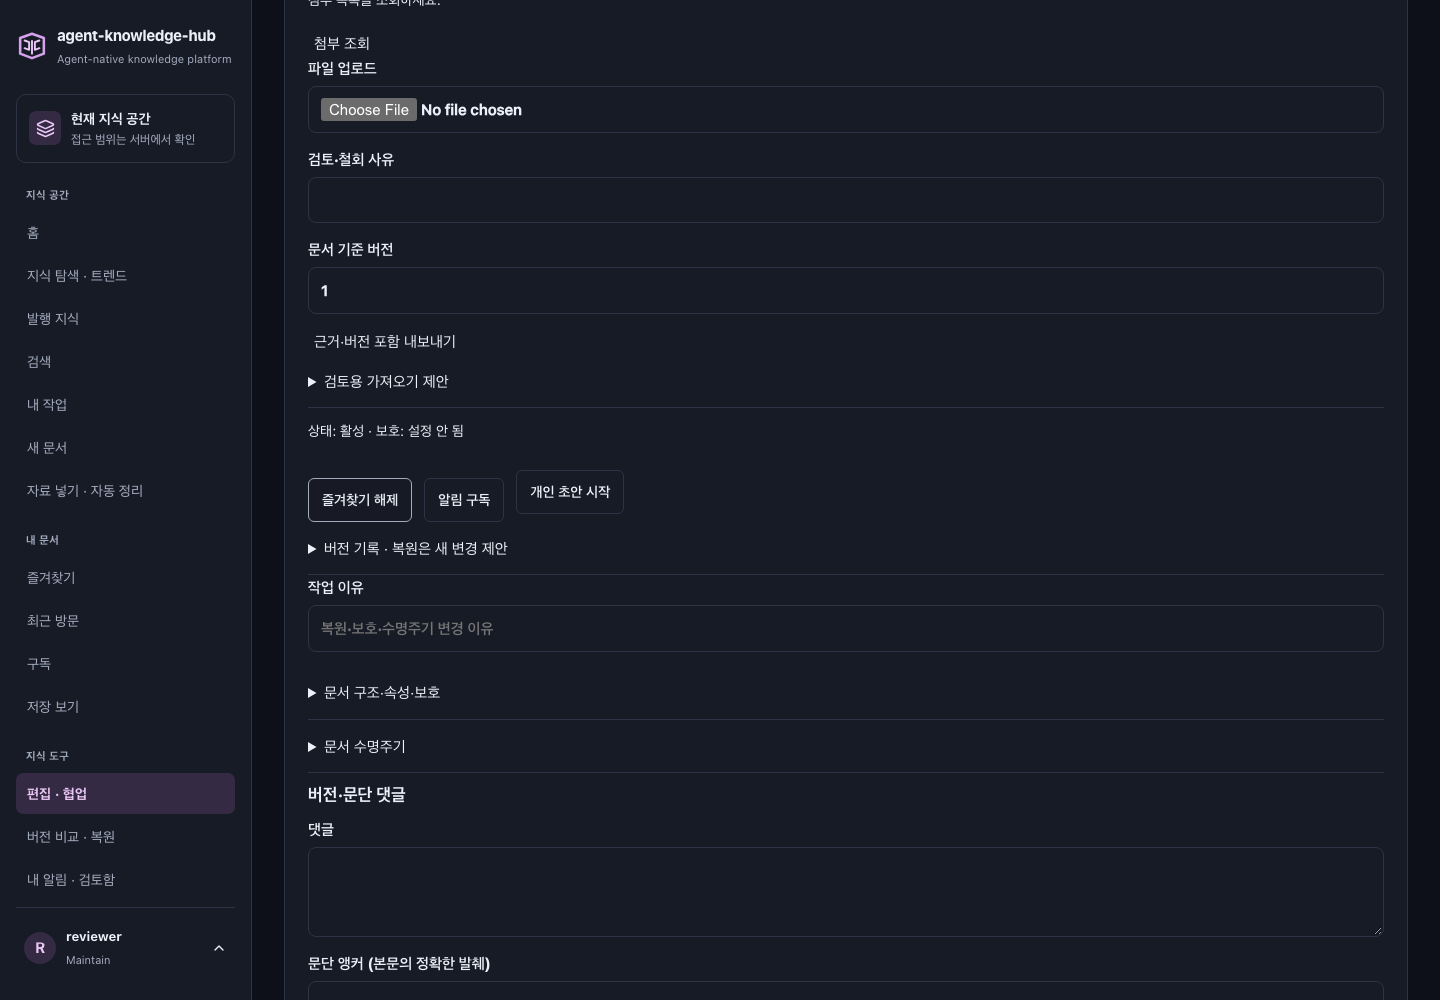 agent-knowledge-hub
Agent-native knowledge platform
현재 지식 공간
접근 범위는 서버에서 확인
지식 공간
홈
지식 탐색 · 트렌드
발행 지식
검색
내 작업
새 문서
자료 넣기 · 자동 정리
내 문서
즐겨찾기
최근 방문
구독
저장 보기
지식 도구
편집 · 협업
버전 비교 · 복원
내 알림 · 검토함
R
reviewer
Maintain
첨부 목록을 조회하세요.
첨부 조회
파일 업로드
Choose File No file chosen
검토·철회 사유
문서 기준 버전
1
근거·버전 포함 내보내기
▶ 검토용 가져오기 제안
상태: 활성 · 보호: 설정 안 됨
즐겨찾기 해제 알림 구독 개인 초안 시작
▶ 버전 기록 · 복원은 새 변경 제안
작업 이유
복원·보호·수명주기 변경 이유
▶ 문서 구조·속성·보호
▶ 문서 수명주기
버전·문단 댓글
댓글
문단 앵커 (본문의 정확한 발췌)